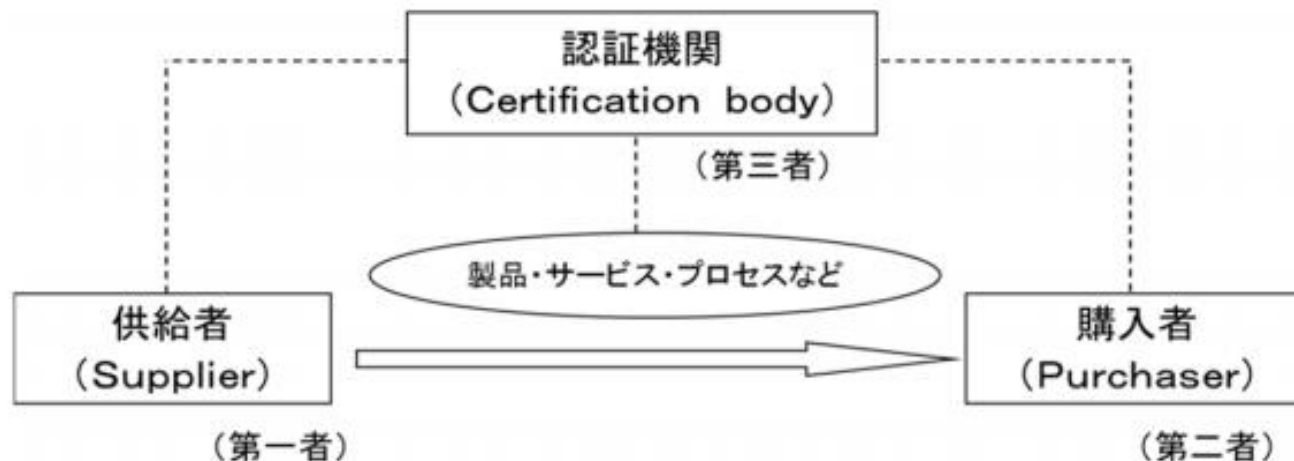 認証機関
（Certification body）
（第三者）
製品・サービス・プロセスなど
供給者
（Supplier）
（第一者）
購入者
（Purchaser）
（第二者）